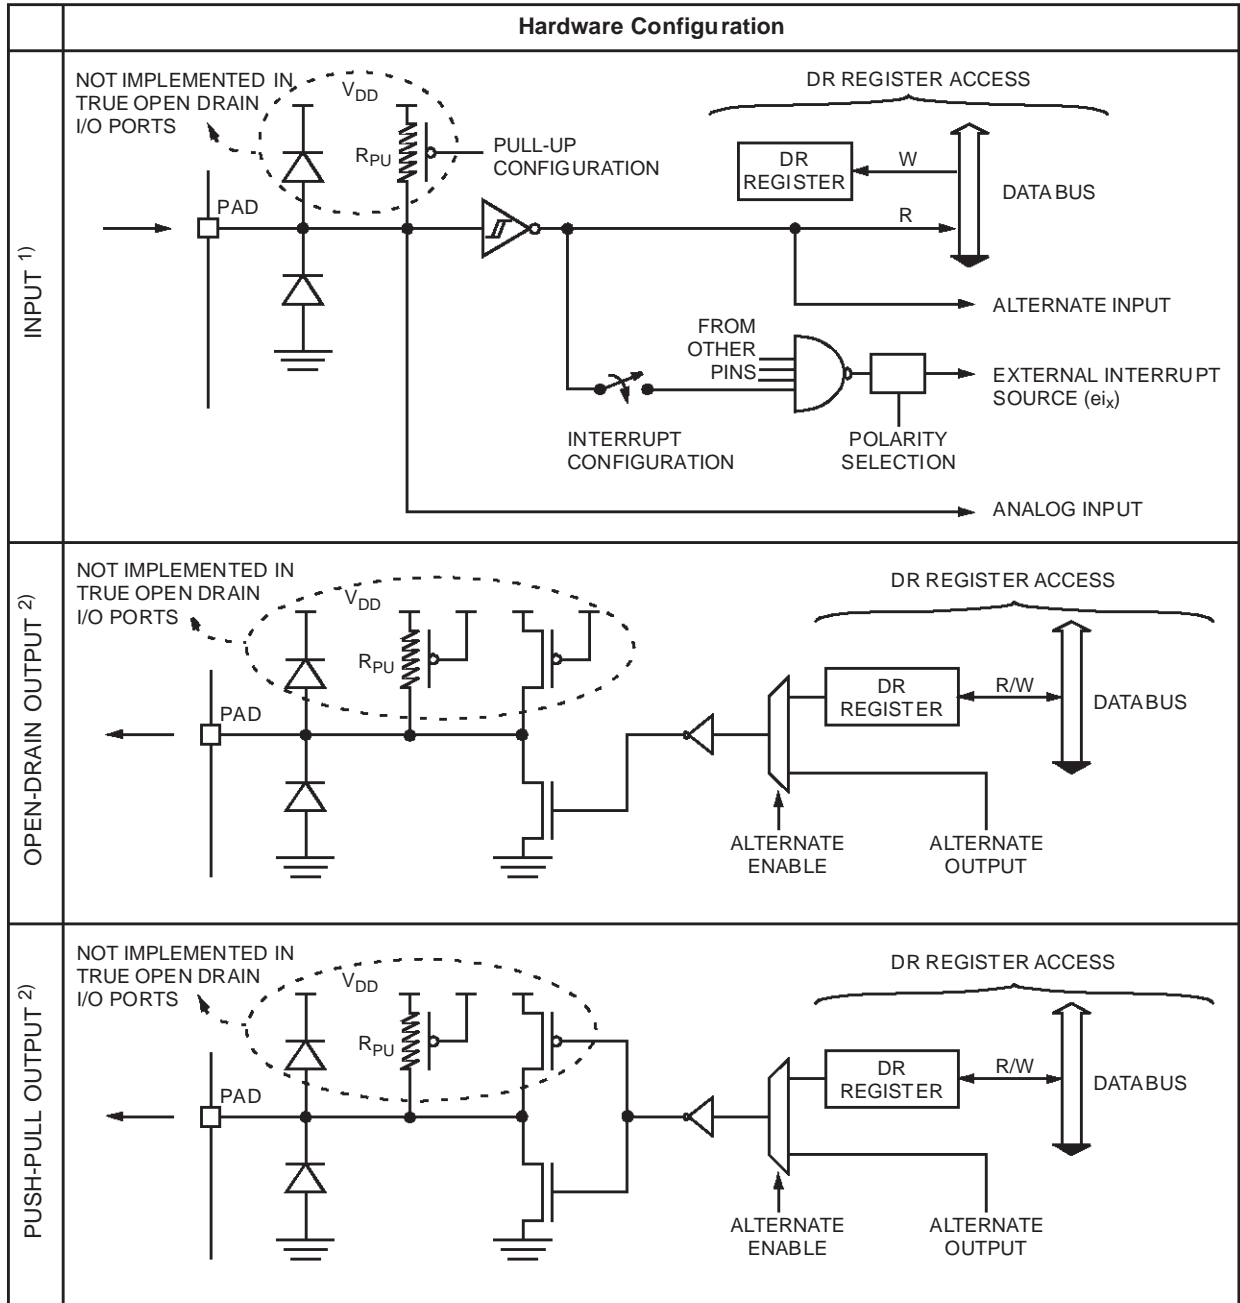 Hardware Configuration
INPUT 1)
NOT IMPLEMENTED IN
TRUE OPEN DRAIN
I/O PORTS
VDD
RPU
PULL-UP
CONFIGURATION
PAD
DR REGISTER ACCESS
DR
REGISTER
W
R
DATA BUS
ALTERNATE INPUT
FROM
OTHER
PINS
EXTERNAL INTERRUPT
SOURCE (eix)
INTERRUPT
CONFIGURATION
POLARITY
SELECTION
ANALOG INPUT
OPEN-DRAIN OUTPUT 2)
NOT IMPLEMENTED IN
TRUE OPEN DRAIN
I/O PORTS
VDD
RPU
PAD
DR REGISTER ACCESS
DR
REGISTER
R/W
DATA BUS
ALTERNATE
ENABLE
ALTERNATE
OUTPUT
PUSH-PULL OUTPUT 2)
NOT IMPLEMENTED IN
TRUE OPEN DRAIN
I/O PORTS
VDD
RPU
PAD
DR REGISTER ACCESS
DR
REGISTER
R/W
DATA BUS
ALTERNATE
ENABLE
ALTERNATE
OUTPUT